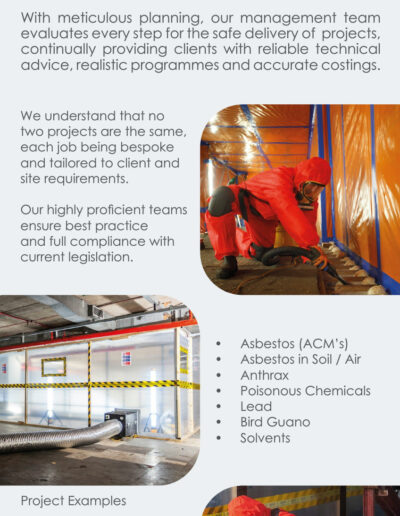 With meticulous planning, our management team
evaluates every step for the safe delivery of projects,
continually providing clients with reliable technical
advice, realistic programmes and accurate costings.
We understand that no
two projects are the same,
each job being bespoke
and tailored to client and
site requirements.
Our highly proficient teams
ensure best practice
and full compliance with
current legislation.
• Asbestos (ACM's)
• Asbestos in Soil / Air
• Anthrax
• Poisonous Chemicals
• Lead
• Bird Guano
• Solvents
Project Examples